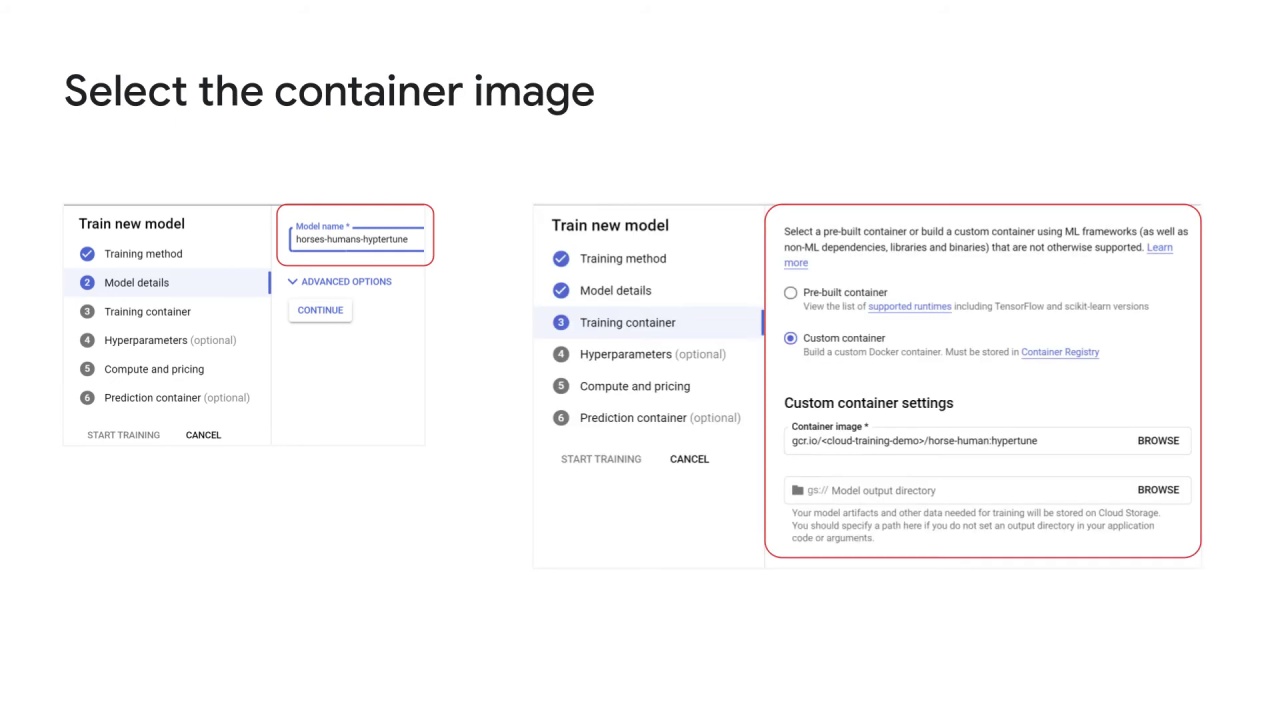 Select the container image
Train new model
Training method
2 Model details
3 Training container
4 Hyperparameters (optional)
5 Compute and pricing
6 Prediction container (optional)
START TRAINING CANCEL
Model name *
horses-humans-hyptertune
ADVANCED OPTIONS
CONTINUE
Train new model
Training method
Model details
3 Training container
4 Hyperparameters (optional)
5 Compute and pricing
6 Prediction container (optional)
START TRAINING CANCEL
Select a pre-built container or build a custom container using ML frameworks (as well as
non-ML dependencies, libraries and binaries) that are not otherwise supported. Learn
more
Pre-built container
View the list of supported runtimes including TensorFlow and scikit-learn versions
Custom container
Build a custom Docker container. Must be stored in Container Registry
Custom container settings
Container image *
gcr.io/<cloud-training-demo>/horse-human:hypertune BROWSE
gs:// Model output directory BROWSE
Your model artifacts and other data needed for training will be stored on Cloud Storage.
You should specify a path here if you do not set an output directory in your application
code or arguments.